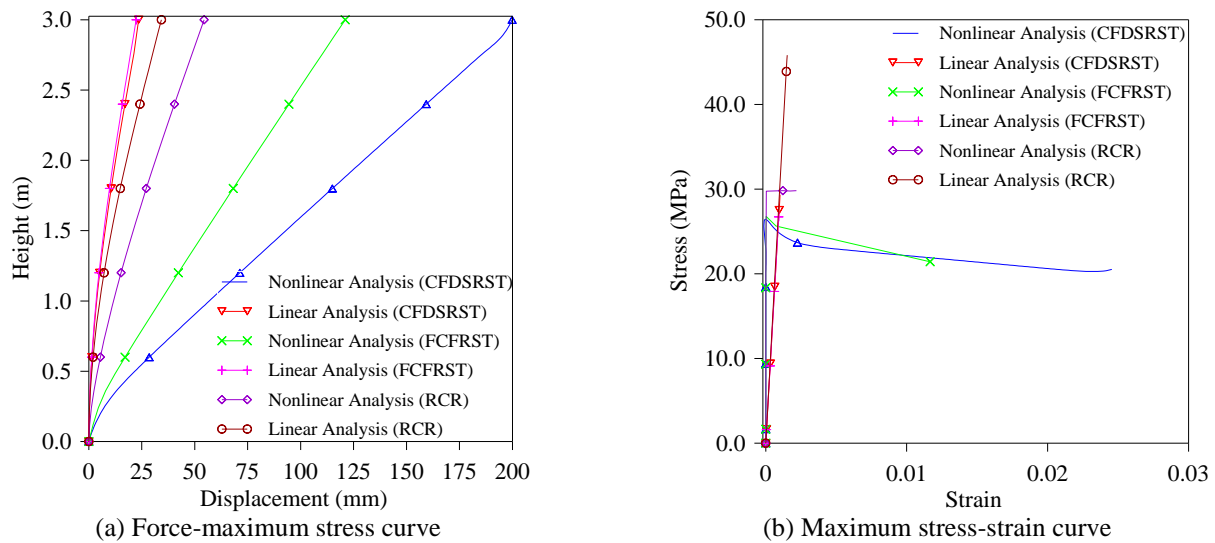 3.0
2.5
2.0
1.5
1.0
0.5
0.0
Height (m)
Nonlinear Analysis (CFDSRST)
Linear Analysis (CFDSRST)
Nonlinear Analysis (FCFRST)
Linear Analysis (FCFRST)
Nonlinear Analysis (RCR)
Linear Analysis (RCR)
0 25 50 75 100 125 150 175 200
Displacement (mm)
(a) Force-maximum stress curve
50.0
40.0
30.0
20.0
10.0
0.0
Stress (MPa)
Nonlinear Analysis (CFDSRST)
Linear Analysis (CFDSRST)
Nonlinear Analysis (FCFRST)
Linear Analysis (FCFRST)
Nonlinear Analysis (RCR)
Linear Analysis (RCR)
0 0.01 0.02 0.03
Strain
(b) Maximum stress-strain curve